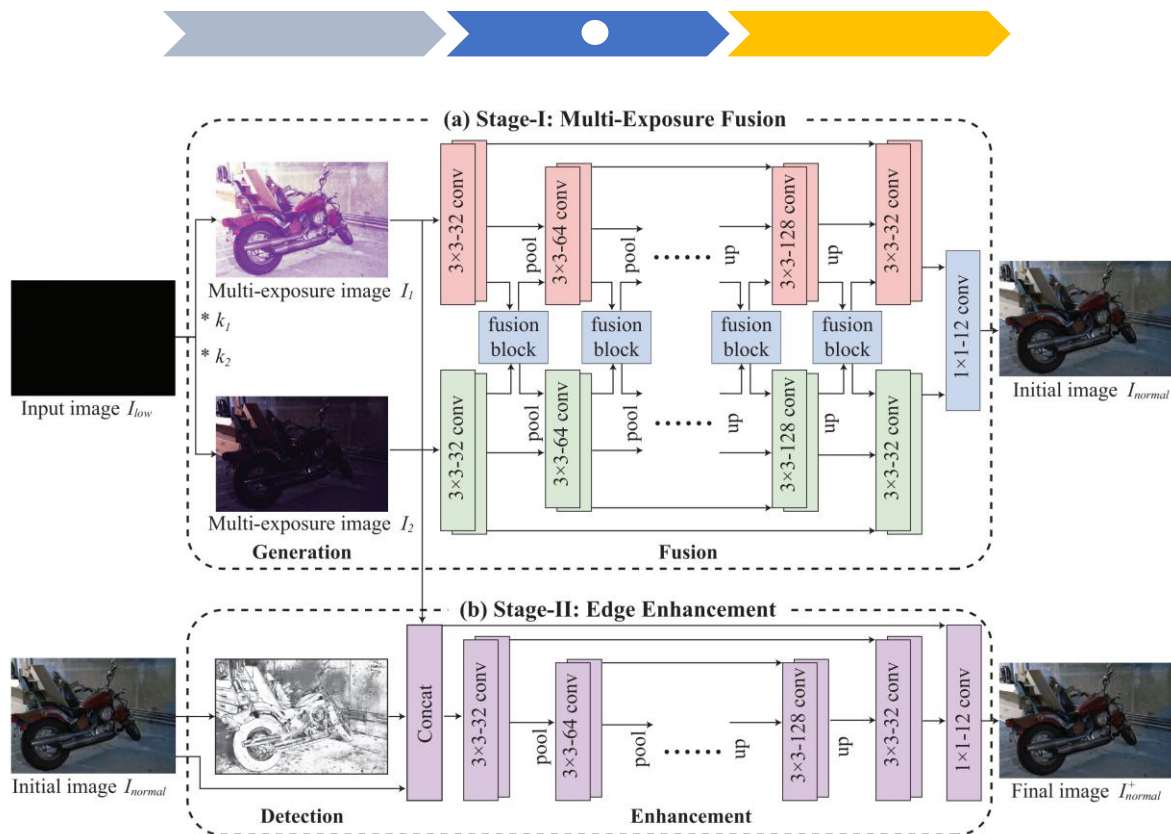 (a) Stage-I: Multi-Exposure Fusion
3×3-32 conv
3×3-64 conv
3×3-128 conv
3×3-32 conv
pool
pool
......
up
up
Multi-exposure image I₁
* k₁
* k₂
fusion block
fusion block
fusion block
fusion block
1×1-12 conv
Input image I_low
Initial image I_normal
3×3-32 conv
3×3-64 conv
3×3-128 conv
3×3-32 conv
pool
pool
......
up
up
Multi-exposure image I₂
Generation
Fusion
(b) Stage-II: Edge Enhancement
Concat
3×3-32 conv
3×3-64 conv
3×3-128 conv
3×3-32 conv
1×1-12 conv
pool
pool
......
up
up
Initial image I_normal
Final image I⁺_normal
Detection
Enhancement